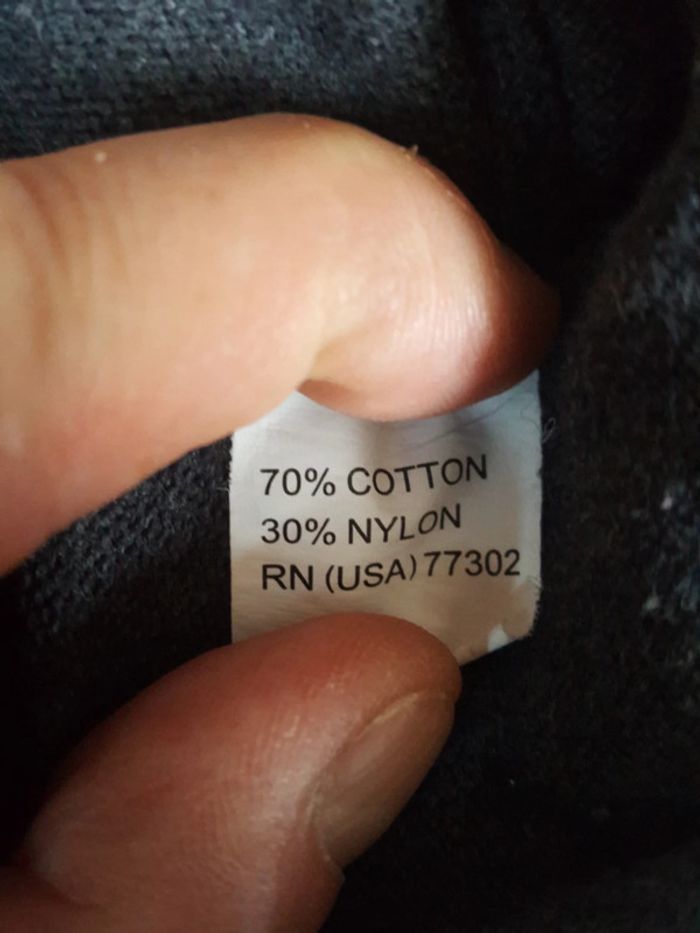 70% COTTON
30% NYLON
RN (USA) 77302